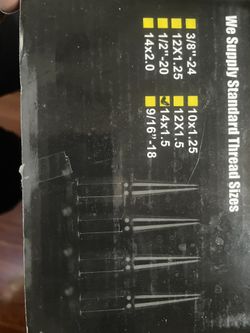 We Supply Standard Thread Sizes
3/8"-24 10x1.25
12X1.25 12X1.5
1/2"-20 14x1.5
14x2.0 9/16"-18